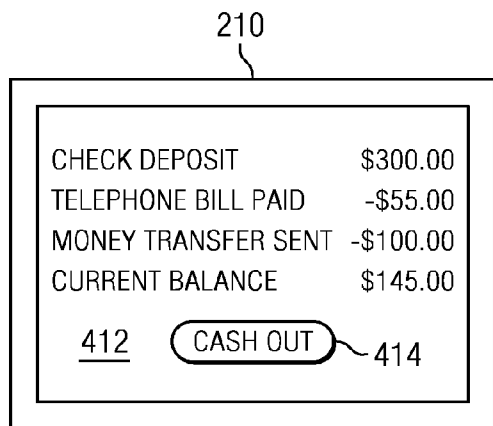 210
CHECK DEPOSIT $300.00
TELEPHONE BILL PAID -$55.00
MONEY TRANSFER SENT -$100.00
CURRENT BALANCE $145.00
412 CASH OUT 414